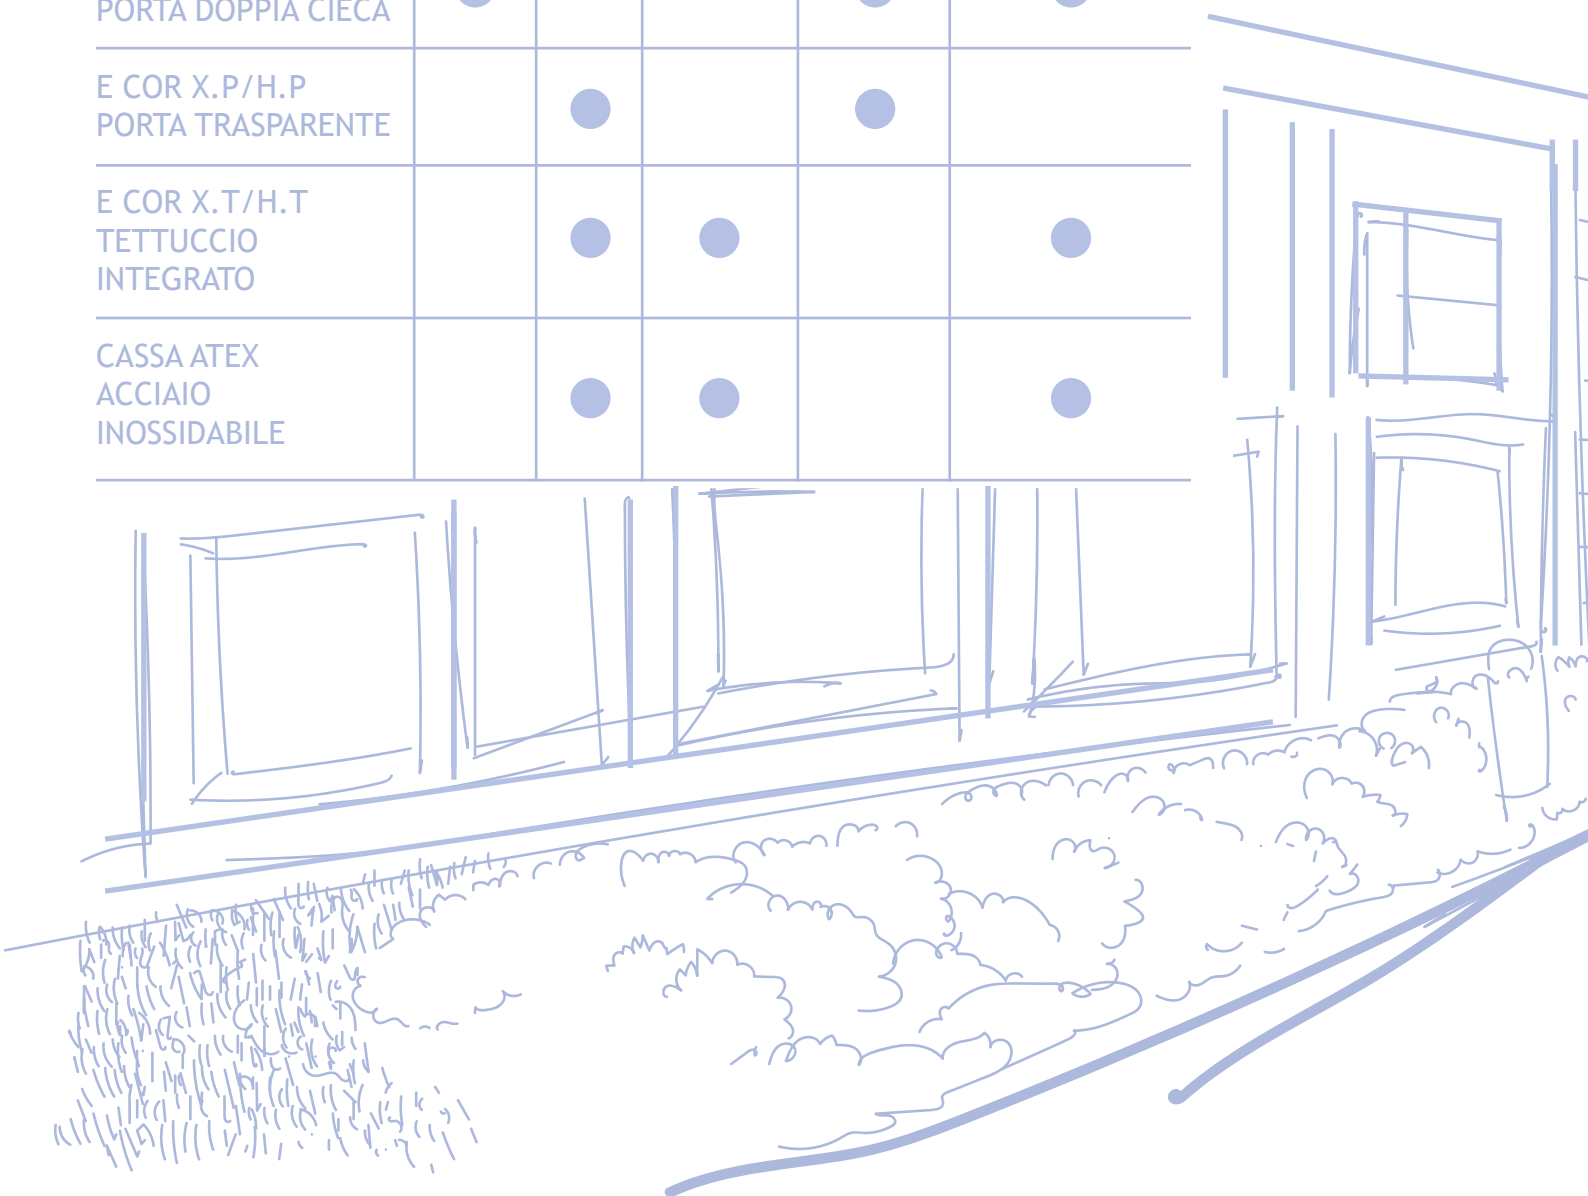 PORTA DOPPIA CIECA
E COR X.P/H.P
PORTA TRASPARENTE
E COR X.T/H.T
TETTUCCIO
INTEGRATO
CASSA ATEX
ACCIAIO
INOSSIDABILE